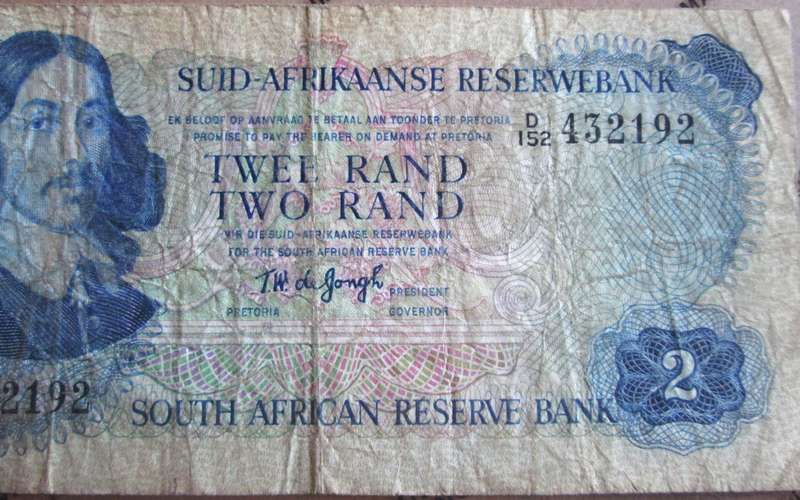 SUID-AFRIKAANSE RESERWEBANK
EK BELOOF OP AANVRAAG TE BETAAL AAN TOONDER TE PRETORIA
PROMISE TO PAY THE BEARER ON DEMAND AT PRETORIA
D/152 432192
TWEE RAND
TWO RAND
VIR DIE SUID-AFRIKAANSE RESERWEBANK
FOR THE SOUTH AFRICAN RESERVE BANK
T.W. de Jongh
PRESIDENT
PRETORIA GOVERNOR
2192
SOUTH AFRICAN RESERVE BANK
2